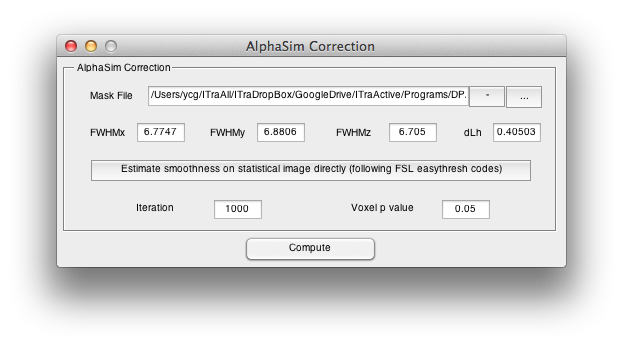 AlphaSim Correction
AlphaSim Correction
Mask File /Users/ycg/ITraAll/ITraDropBox/GoogleDrive/ITraActive/Programs/DP. - ...
FWHMx 6.7747 FWHMy 6.8806 FWHMz 6.705 dLh 0.40503
Estimate smoothness on statistical image directly (following FSL easythresh codes)
Iteration 1000 Voxel p value 0.05
Compute